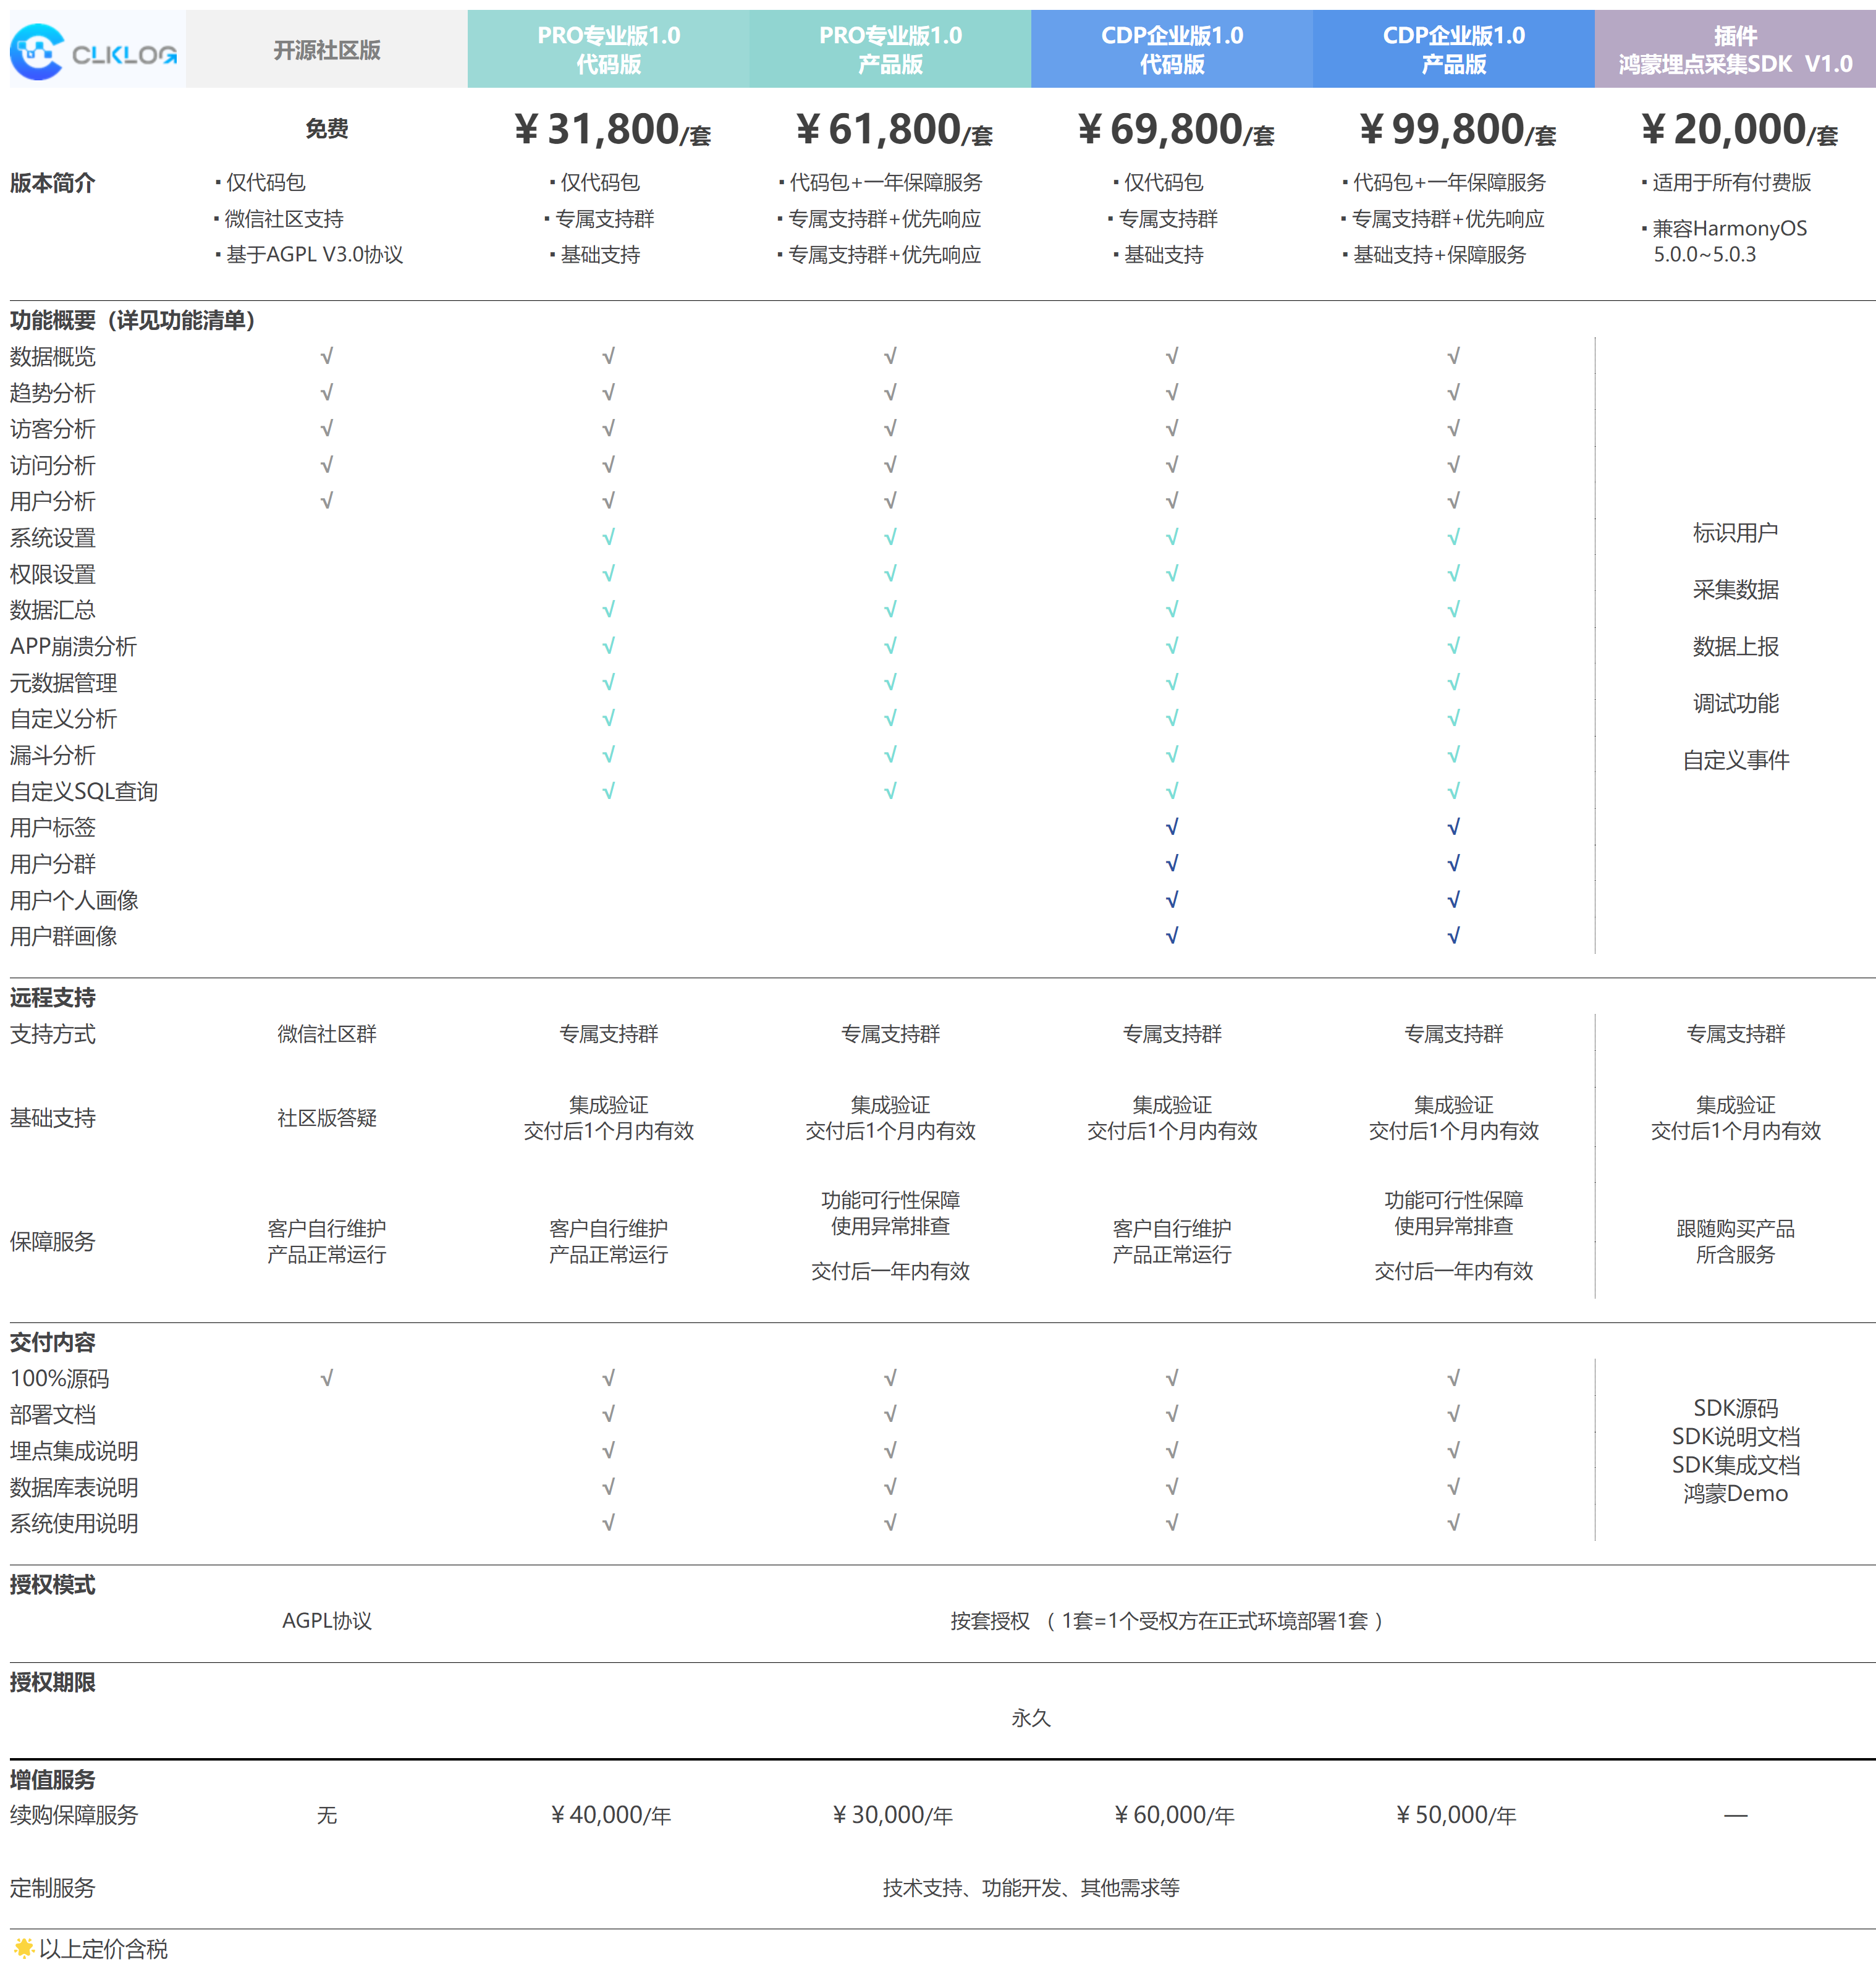 CLKLOG
开源社区版
PRO专业版1.0
代码版
PRO专业版1.0
产品版
CDP企业版1.0
代码版
CDP企业版1.0
产品版
插件
鸿蒙埋点采集SDK V1.0
免费 ￥31,800/套 ￥61,800/套 ￥69,800/套 ￥99,800/套 ￥20,000/套
版本简介 ▪仅代码包 ▪仅代码包 ▪代码包+一年保障服务 ▪仅代码包 ▪代码包+一年保障服务 ▪适用于所有付费版
▪微信社区支持 ▪专属支持群 ▪专属支持群+优先响应 ▪专属支持群 ▪专属支持群+优先响应 ▪兼容HarmonyOS
▪基于AGPL V3.0协议 ▪基础支持 ▪专属支持群+优先响应 ▪基础支持 ▪基础支持+保障服务 5.0.0~5.0.3
功能概要（详见功能清单）
数据概览 √ √ √ √ √
趋势分析 √ √ √ √ √
访客分析 √ √ √ √ √
访问分析 √ √ √ √ √
用户分析 √ √ √ √ √
系统设置 √ √ √ √ 标识用户
权限设置 √ √ √ √
数据汇总 √ √ √ √ 采集数据
APP崩溃分析 √ √ √ √ 数据上报
元数据管理 √ √ √ √
自定义分析 √ √ √ √ 调试功能
漏斗分析 √ √ √ √ 自定义事件
自定义SQL查询 √ √ √ √
用户标签 √ √
用户分群 √ √
用户个人画像 √ √
用户群画像 √ √
远程支持
支持方式 微信社区群 专属支持群 专属支持群 专属支持群 专属支持群 专属支持群
基础支持 社区版答疑
集成验证 集成验证 集成验证 集成验证 集成验证
交付后1个月内有效 交付后1个月内有效 交付后1个月内有效 交付后1个月内有效 交付后1个月内有效
保障服务
客户自行维护
产品正常运行
客户自行维护
产品正常运行
功能可行性保障
使用异常排查
交付后一年内有效
客户自行维护
产品正常运行
功能可行性保障
使用异常排查
交付后一年内有效
跟随购买产品
所含服务
交付内容
100%源码 √ √ √ √ √
部署文档 √ √ √ √
埋点集成说明 √ √ √ √
数据库表说明 √ √ √ √
系统使用说明 √ √ √ √
SDK源码
SDK说明文档
SDK集成文档
鸿蒙Demo
授权模式
AGPL协议 按套授权 （ 1套=1个受权方在正式环境部署1套 ）
授权期限
永久
增值服务
续购保障服务 无 ￥40,000/年 ￥30,000/年 ￥60,000/年 ￥50,000/年 —
定制服务 技术支持、功能开发、其他需求等
🌟以上定价含税